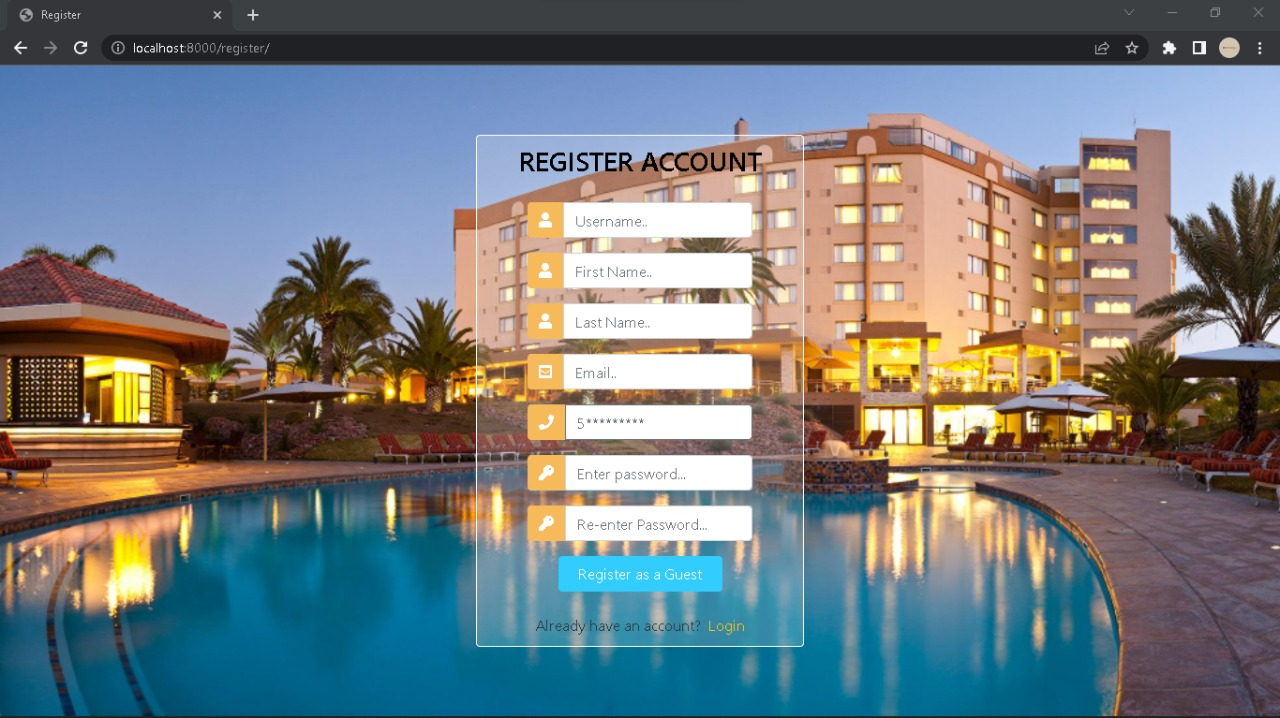 Register
localhost:8000/register/
REGISTER ACCOUNT
Username..
First Name..
Last Name..
Email..
5*********
Enter password...
Re-enter Password...
Register as a Guest
Already have an account? Login